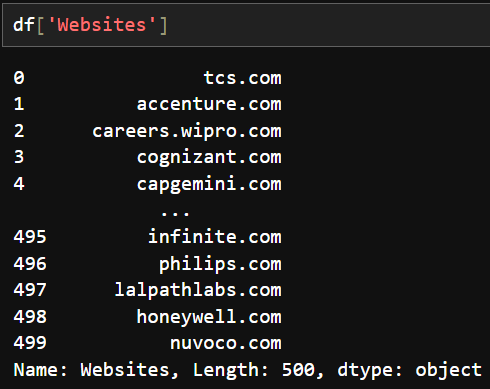 df['Websites']
0 tcs.com
1 accenture.com
2 careers.wipro.com
3 cognizant.com
4 capgemini.com
...
495 infinite.com
496 philips.com
497 lalpathlabs.com
498 honeywell.com
499 nuvoco.com
Name: Websites, Length: 500, dtype: object